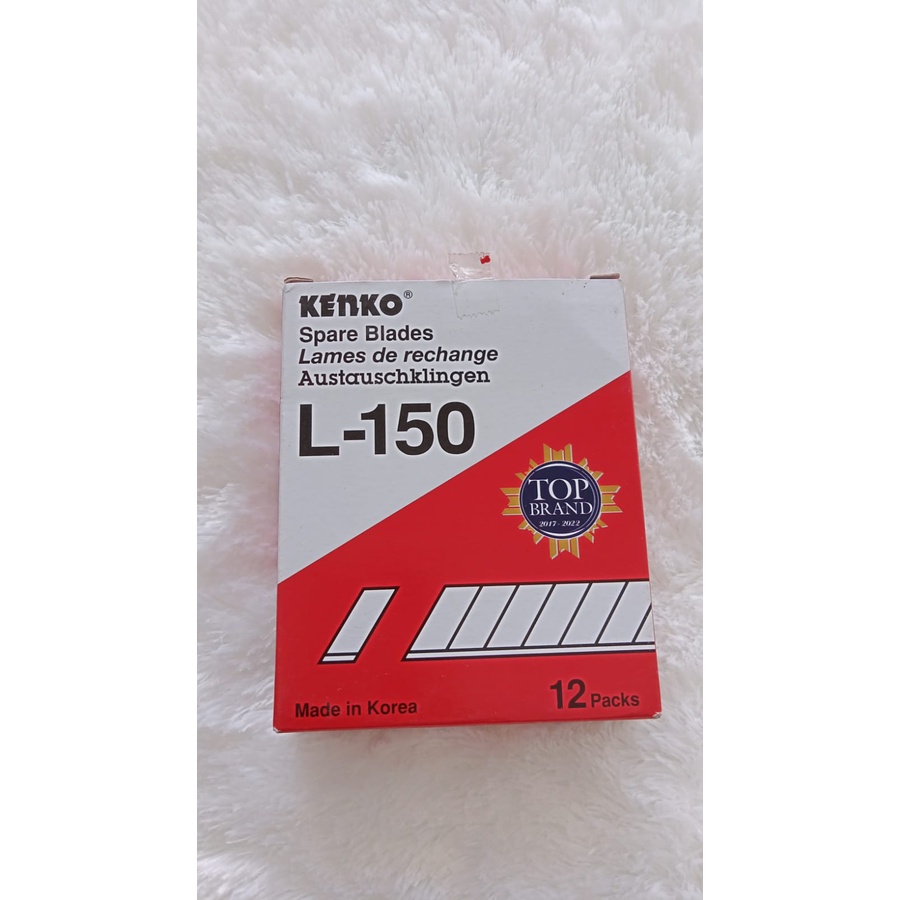 KENKO®
Spare Blades
Lames de rechange
Austauschklingen
L-150
TOP
BRAND
2017 - 2022
Made in Korea
12 Packs